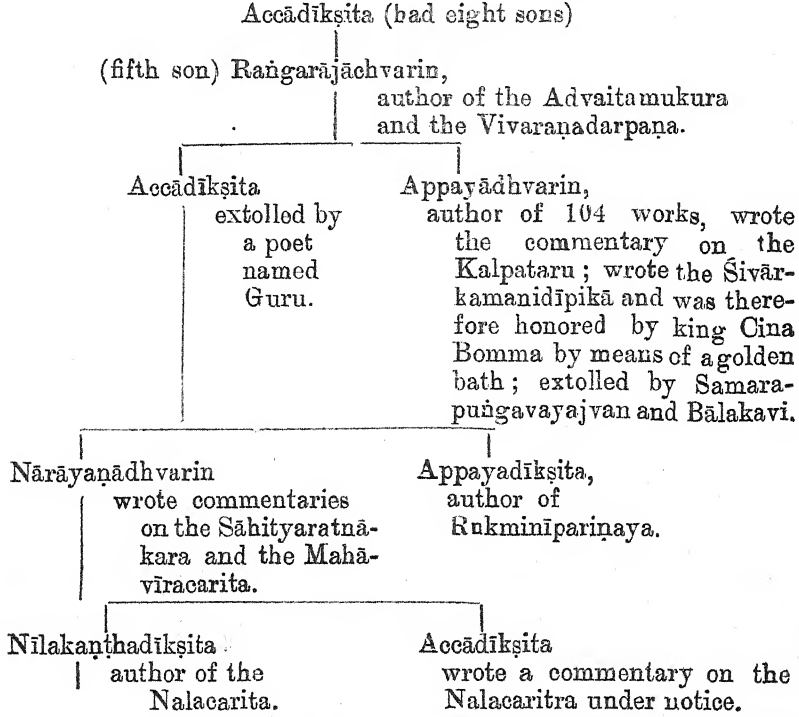 Accādīkṣita (had eight sons)
(fifth son) Raṅgarājāchvarin,
author of the Advaitamukura
and the Vivaraṇadarpaṇa.
Accādīkṣita
extolled by
a poet
named
Guru.
Appayādhvarin,
author of 104 works, wrote
the commentary on the
Kalpataru ; wrote the Śivār-
kamanidīpikā and was there-
fore honored by king Cina
Bomma by means of a golden
bath ; extolled by Samara-
puṅgavayajvan and Bālakavi.
Nārāyaṇādhvarin
wrote commentaries
on the Sāhityaratnā-
kara and the Mahā-
vīracarita.
Appayadīkṣita,
author of
Rukminīpariṇaya.
Nīlakaṇṭhadīkṣita
author of the
Nalacarita.
Accādīkṣita
wrote a commentary on the
Nalacaritra under notice.